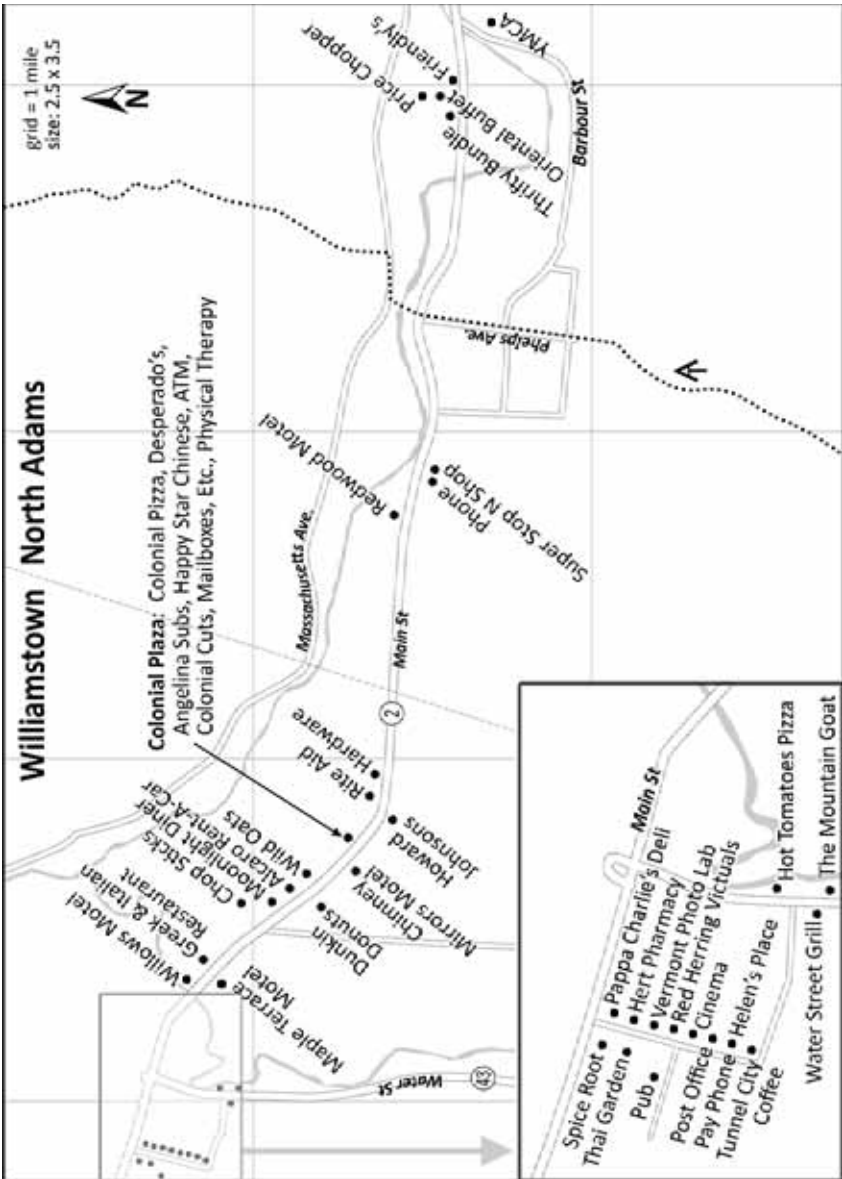 Williamstown North Adams
grid = 1 mile
size: 2.5 x 3.5
N
Colonial Plaza: Colonial Pizza, Desperado's,
Angelina Subs, Happy Star Chinese, ATM,
Colonial Cuts, Mailboxes, Etc., Physical Therapy
Willows Motel
Greek & Italian
Restaurant
Chop Sticks
Moonlight Diner
Alcaro Rent-A-Car
Wild Oats
Rite Aid
Hardware
Massachusetts Ave.
Redwood Motel
Price Chopper
Oriental Buffet
Friendly's
Thrifty Bundle
YMCA
Barbour St
Phelps Ave.
Main St
2
Phone
Super Stop N Shop
Howard
Johnsons
Chimney
Mirrors Motel
Dunkin
Donuts
Maple Terrace
Motel
Water St
43
Main St
Spice Root
Thai Garden
Pub
Post Office
Pay Phone
Tunnel City
Coffee
Pappa Charlie's Deli
Hert Pharmacy
Vermont Photo Lab
Red Herring Victuals
Cinema
Helen's Place
Water Street Grill
Hot Tomatoes Pizza
The Mountain Goat